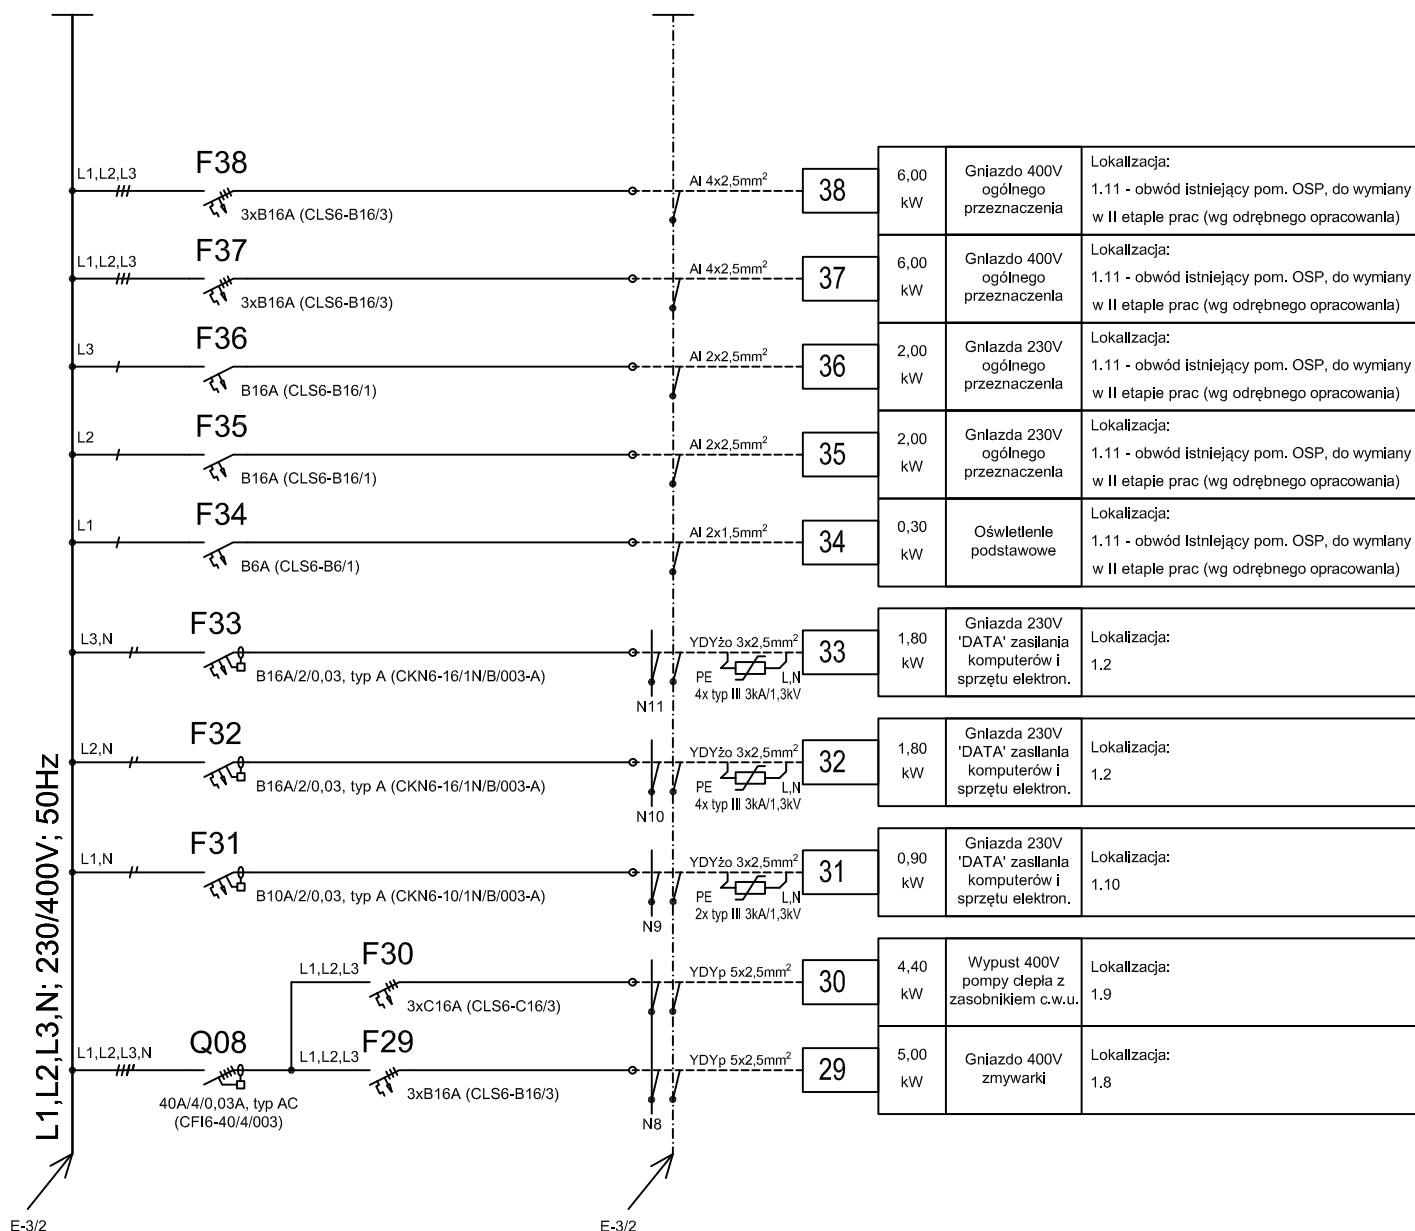 L1,L2,L3
F38
3xB16A (CLS6-B16/3)
Al 4x2,5mm²
38
6,00
kW
Gniazdo 400V
ogólnego
przeznaczenia
Lokalizacja:
1.11 - obwód istniejący pom. OSP, do wymiany
w II etapie prac (wg odrębnego opracowania)
L1,L2,L3
F37
3xB16A (CLS6-B16/3)
Al 4x2,5mm²
37
6,00
kW
Gniazdo 400V
ogólnego
przeznaczenia
Lokalizacja:
1.11 - obwód istniejący pom. OSP, do wymiany
w II etapie prac (wg odrębnego opracowania)
L3
F36
B16A (CLS6-B16/1)
Al 2x2,5mm²
36
2,00
kW
Gniazda 230V
ogólnego
przeznaczenia
Lokalizacja:
1.11 - obwód istniejący pom. OSP, do wymiany
w II etapie prac (wg odrębnego opracowania)
L2
F35
B16A (CLS6-B16/1)
Al 2x2,5mm²
35
2,00
kW
Gniazda 230V
ogólnego
przeznaczenia
Lokalizacja:
1.11 - obwód istniejący pom. OSP, do wymiany
w II etapie prac (wg odrębnego opracowania)
L1
F34
B6A (CLS6-B6/1)
Al 2x1,5mm²
34
0,30
kW
Oświetlenie
podstawowe
Lokalizacja:
1.11 - obwód istniejący pom. OSP, do wymiany
w II etapie prac (wg odrębnego opracowania)
L3,N
F33
B16A/2/0,03, typ A (CKN6-16/1N/B/003-A)
N11
YDYżo 3x2,5mm²
PE
L,N
4x typ III 3kA/1,3kV
33
1,80
kW
Gniazda 230V
'DATA' zasilania
komputerów i
sprzętu elektron.
Lokalizacja:
1.2
L2,N
F32
B16A/2/0,03, typ A (CKN6-16/1N/B/003-A)
N10
YDYżo 3x2,5mm²
PE
L,N
4x typ III 3kA/1,3kV
32
1,80
kW
Gniazda 230V
'DATA' zasilania
komputerów i
sprzętu elektron.
Lokalizacja:
1.2
L1,N
F31
B10A/2/0,03, typ A (CKN6-10/1N/B/003-A)
N9
YDYżo 3x2,5mm²
PE
L,N
2x typ III 3kA/1,3kV
31
0,90
kW
Gniazda 230V
'DATA' zasilania
komputerów i
sprzętu elektron.
Lokalizacja:
1.10
L1,L2,L3
F30
3xC16A (CLS6-C16/3)
YDYp 5x2,5mm²
30
4,40
kW
Wypust 400V
pompy ciepła z
zasobnikiem c.w.u.
Lokalizacja:
1.9
L1,L2,L3,N
Q08
40A/4/0,03A, typ AC
(CFI6-40/4/003)
L1,L2,L3
F29
3xB16A (CLS6-B16/3)
N8
YDYp 5x2,5mm²
29
5,00
kW
Gniazdo 400V
zmywarki
Lokalizacja:
1.8
L1,L2,L3,N; 230/400V; 50Hz
E-3/2
E-3/2